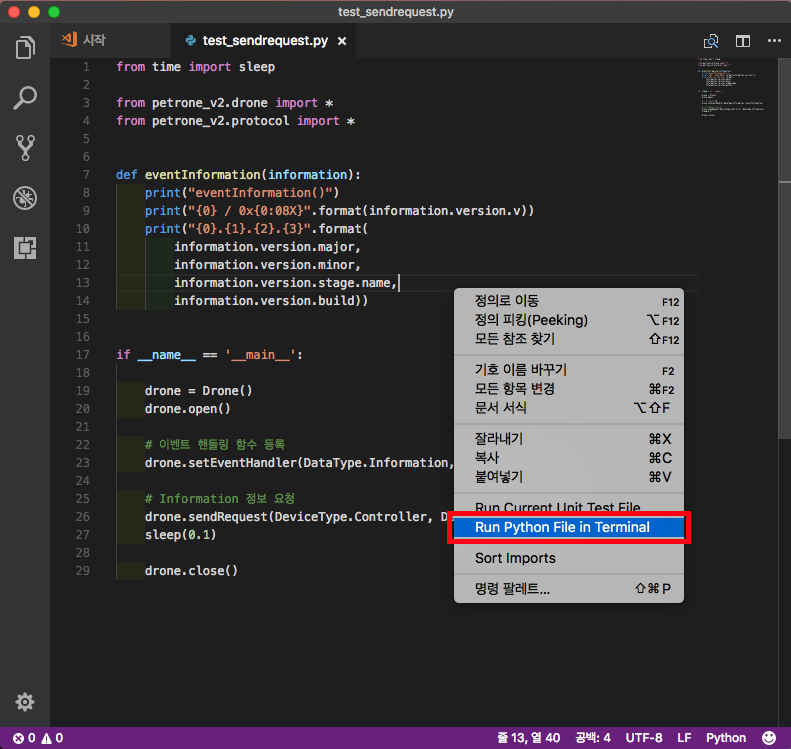 test_sendrequest.py
시작
test_sendrequest.py ×
1 from time import sleep
2
3 from petrone_v2.drone import *
4 from petrone_v2.protocol import *
5
6
7 def eventInformation(information):
8     print("eventInformation()")
9     print("{0} / 0x{0:08X}".format(information.version.v))
10     print("{0}.{1}.{2}.{3}".format(
11         information.version.major,
12         information.version.minor,
13         information.version.stage.name,
14         information.version.build))
15
16
17 if __name__ == '__main__':
18
19     drone = Drone()
20     drone.open()
21
22     # 이벤트 핸들링 함수 등록
23     drone.setEventHandler(DataType.Information,
24
25     # Information 정보 요청
26     drone.sendRequest(DeviceType.Controller, D
27     sleep(0.1)
28
29     drone.close()
정의로 이동 F12
정의 피킹(Peeking) ⌥F12
모든 참조 찾기 ⇧F12
기호 이름 바꾸기 F2
모든 항목 변경 ⌘F2
문서 서식 ⌥⇧F
잘라내기 ⌘X
복사 ⌘C
붙여넣기 ⌘V
Run Current Unit Test File
Run Python File in Terminal
Sort Imports
명령 팔레트... ⇧⌘P
0 0 줄 13, 열 40 공백: 4 UTF-8 LF Python